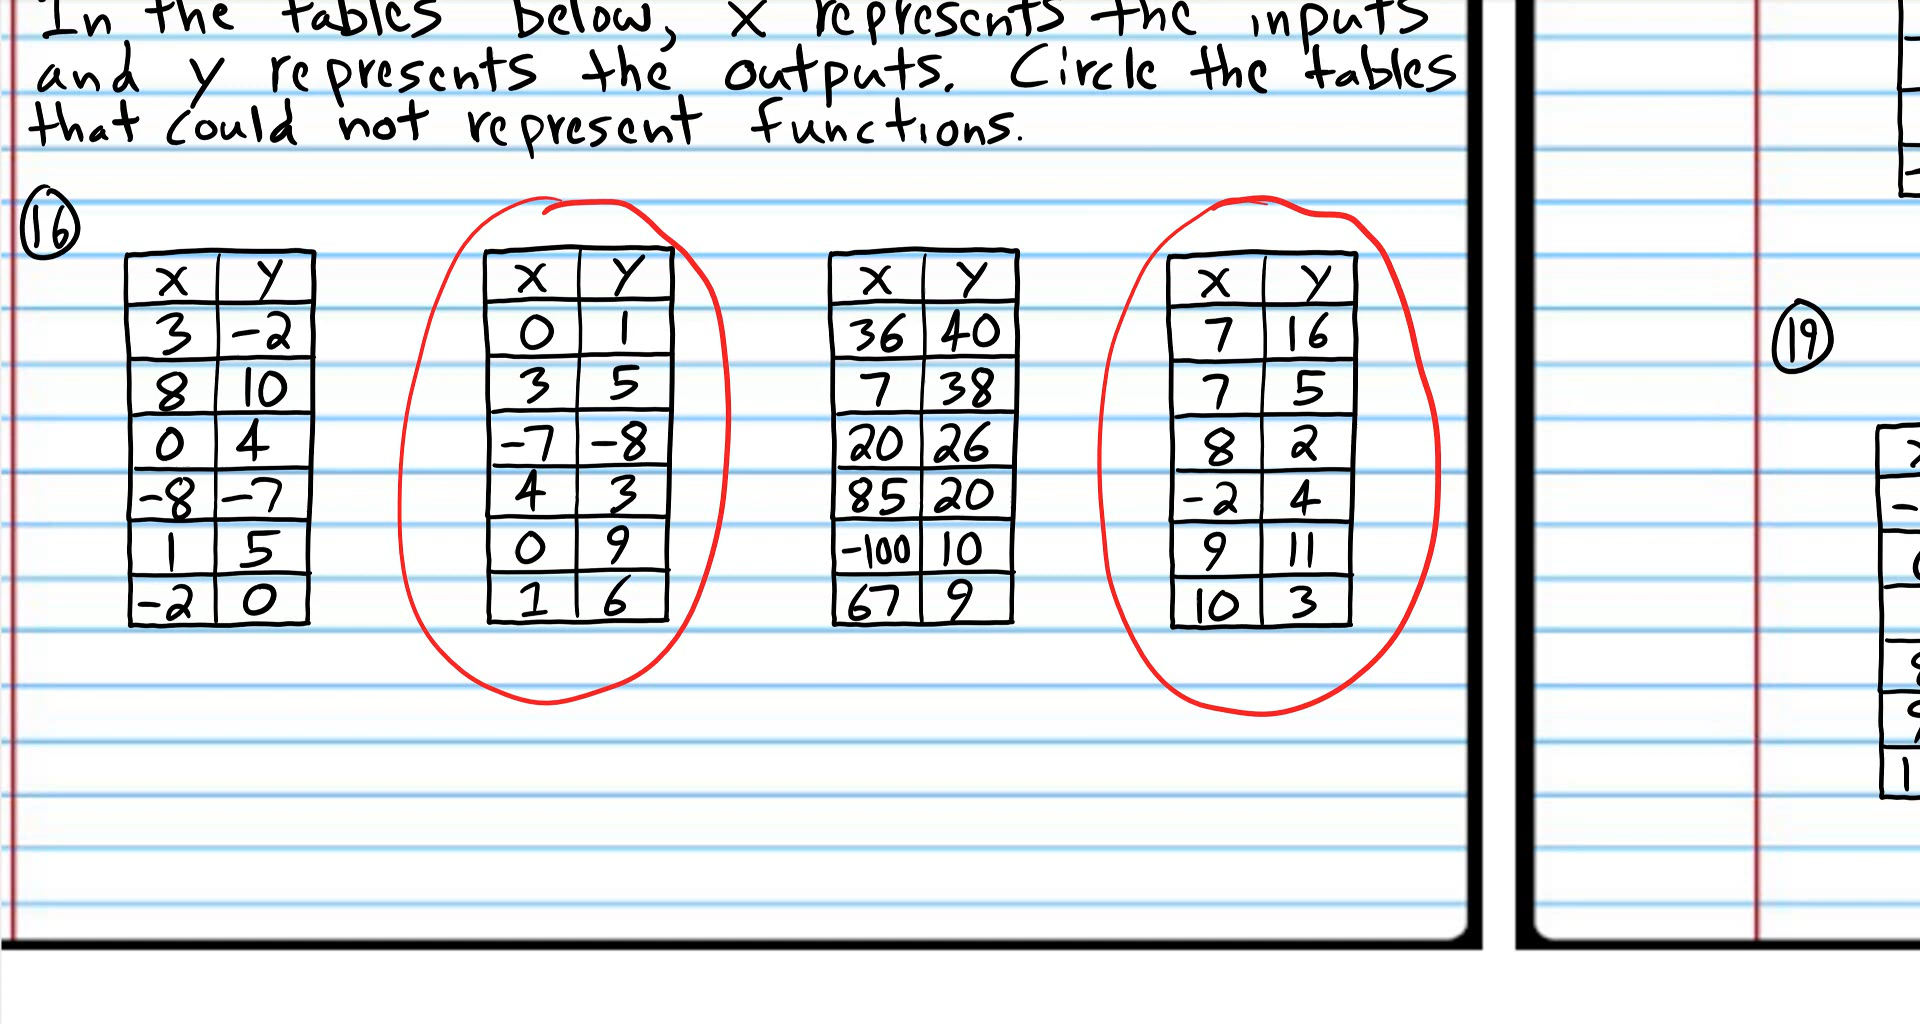 In the tables below, x represents the inputs
and y represents the outputs. Circle the tables
that could not represent functions.
16
x y x y x y x y
3 -2 0 1 36 40 7 16
8 10 3 5 7 38 7 5
0 4 -7 -8 20 26 8 2
-8 -7 4 3 85 20 -2 4
1 5 0 9 -100 10 9 11
-2 0 1 6 67 9 10 3
19